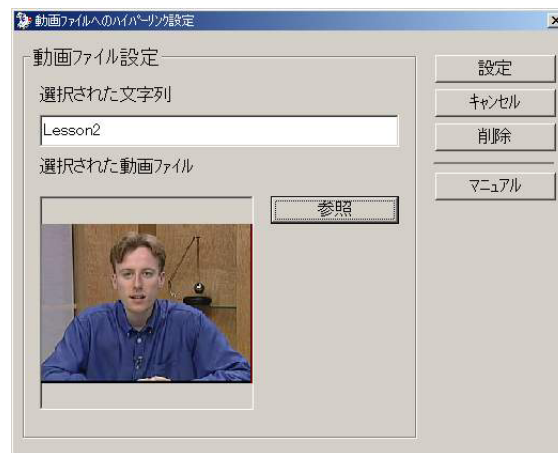 動画ファイルへのハイパーリンク設定
動画ファイル設定
選択された文字列
Lesson2
選択された動画ファイル
参照
設定
キャンセル
削除
マニュアル